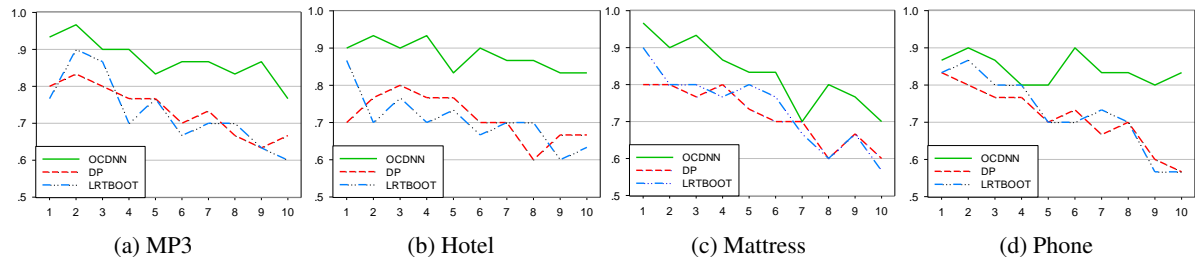 1.0
.9
.8
.7
.6
.5
OCDNN
DP
LRTBOOT
1 2 3 4 5 6 7 8 9 10
(a) MP3
1.0
.9
.8
.7
.6
.5
OCDNN
DP
LRTBOOT
1 2 3 4 5 6 7 8 9 10
(b) Hotel
1.0
.9
.8
.7
.6
.5
OCDNN
DP
LRTBOOT
1 2 3 4 5 6 7 8 9 10
(c) Mattress
1.0
.9
.8
.7
.6
.5
OCDNN
DP
LRTBOOT
1 2 3 4 5 6 7 8 9 10
(d) Phone